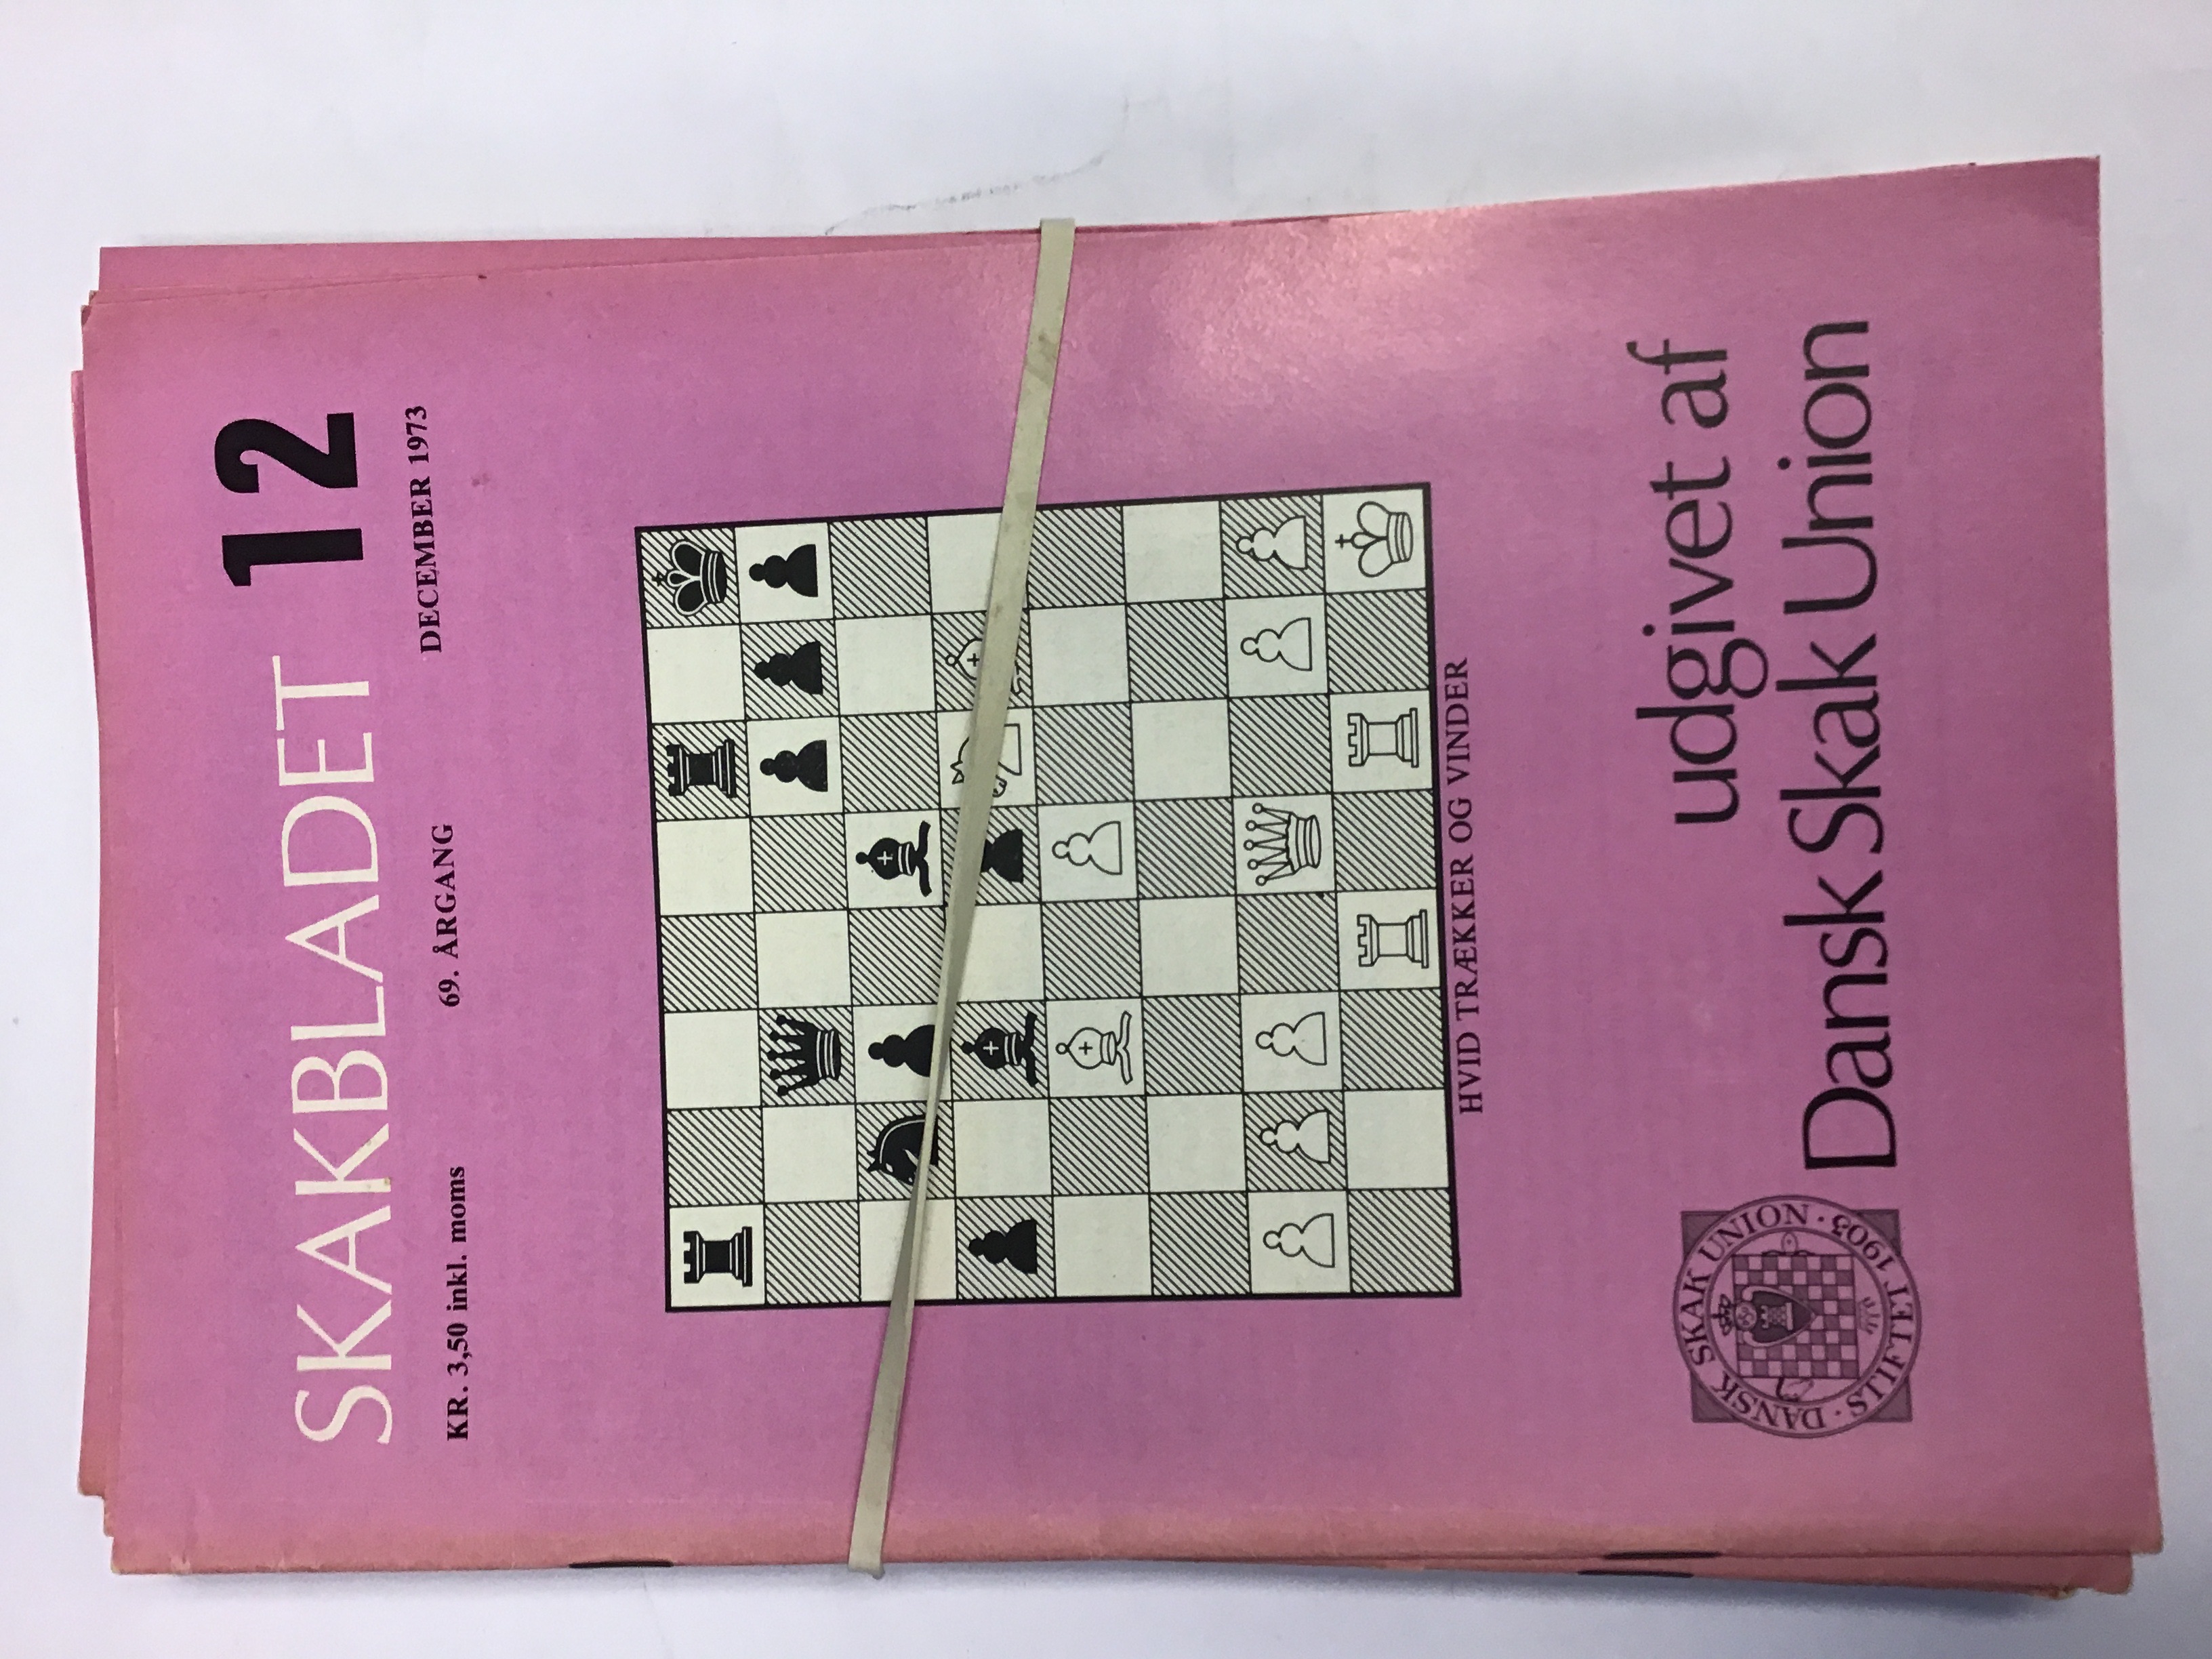 SKAKBLADET 12
KR. 3,50 inkl. moms 69. ÅRGANG DECEMBER 1973
HVID TRÆKKER OG VINDER
udgivet af
Dansk Skak Union
DANSK SKAK UNION · STIFTET 1903 ·